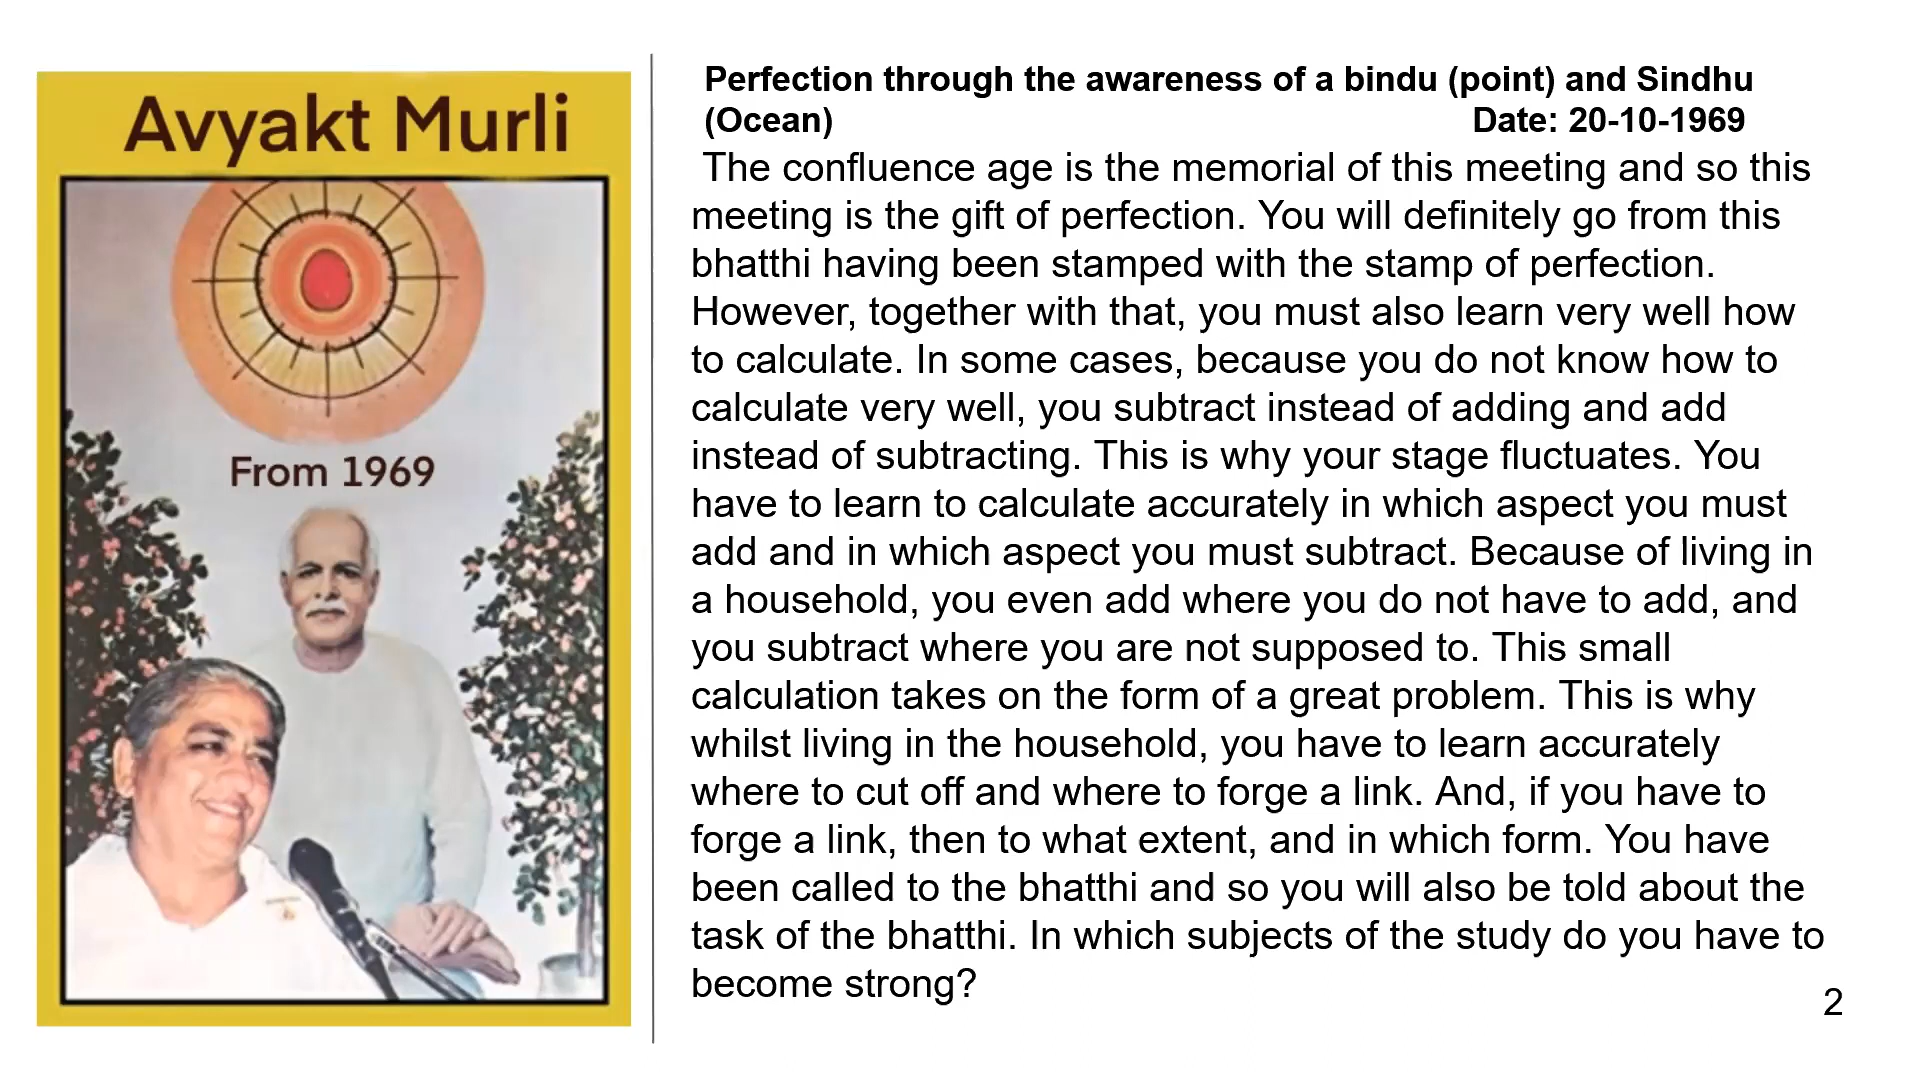 Avyakt Murli
From 1969
Perfection through the awareness of a bindu (point) and Sindhu
(Ocean) Date: 20-10-1969
The confluence age is the memorial of this meeting and so this
meeting is the gift of perfection. You will definitely go from this
bhatthi having been stamped with the stamp of perfection.
However, together with that, you must also learn very well how
to calculate. In some cases, because you do not know how to
calculate very well, you subtract instead of adding and add
instead of subtracting. This is why your stage fluctuates. You
have to learn to calculate accurately in which aspect you must
add and in which aspect you must subtract. Because of living in
a household, you even add where you do not have to add, and
you subtract where you are not supposed to. This small
calculation takes on the form of a great problem. This is why
whilst living in the household, you have to learn accurately
where to cut off and where to forge a link. And, if you have to
forge a link, then to what extent, and in which form. You have
been called to the bhatthi and so you will also be told about the
task of the bhatthi. In which subjects of the study do you have to
become strong?
2